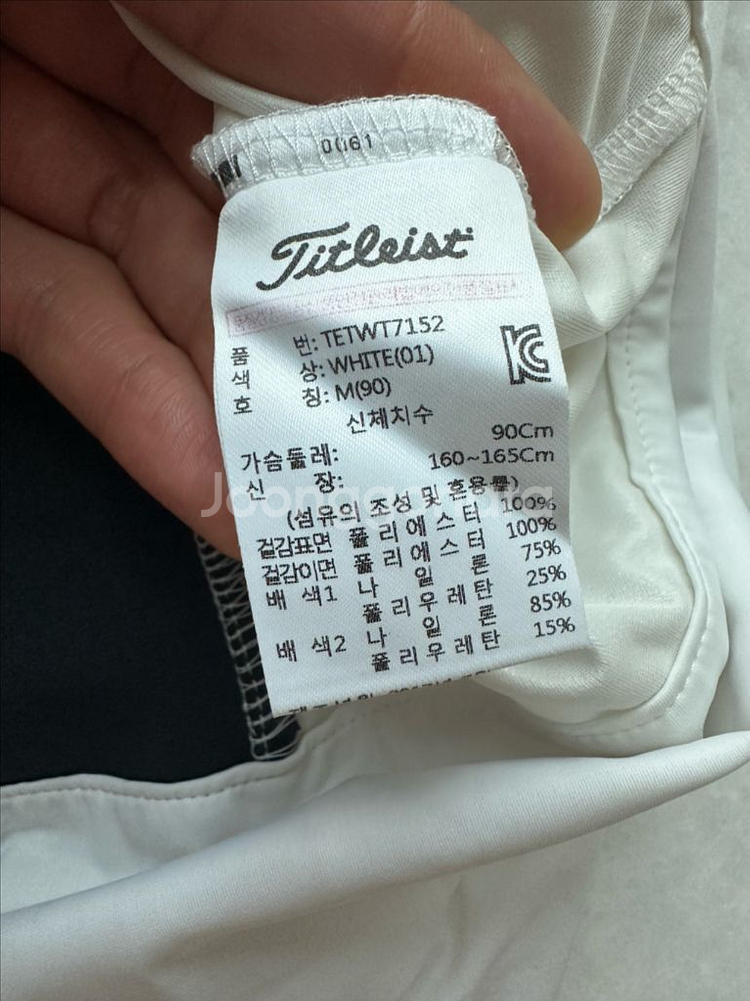 0061
Titleist
품 번: TETWT7152
색 상: WHITE(01)
호 칭: M(90)
신체치수
가슴둘레: 90Cm
신 장: 160~165Cm
(섬유의 조성 및 혼용률)
겉감표면 폴리에스터 100%
겉감이면 폴리에스터 100%
배 색1 나 일 론 75%
폴리우레탄 25%
배 색2 나 일 론 85%
폴리우레탄 15%
Joonggonara